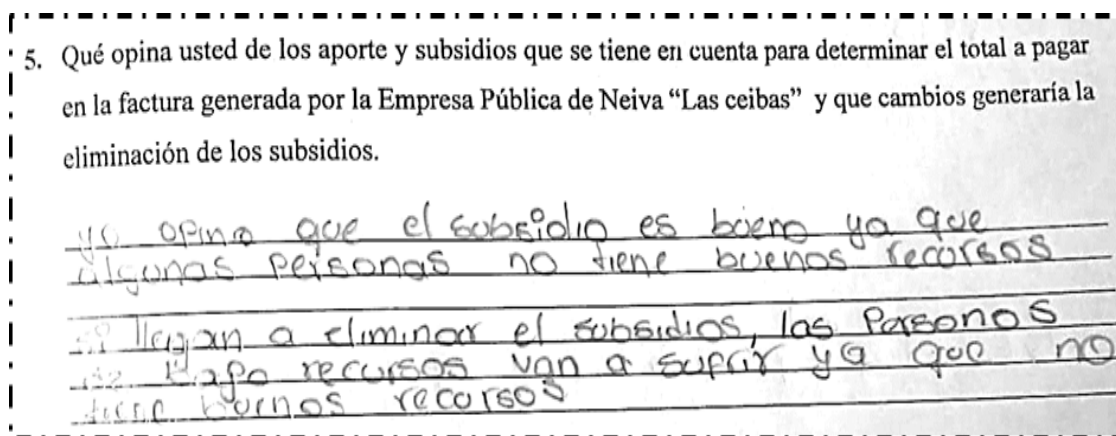 5. Qué opina usted de los aporte y subsidios que se tiene en cuenta para determinar el total a pagar
en la factura generada por la Empresa Pública de Neiva “Las ceibas” y que cambios generaría la
eliminación de los subsidios.
yo opino que el subsidio es bueno ya que
algunas personas no tiene buenos recursos
si llegan a eliminar el subsidios, las Personas
recursos van a sufrir ya que no
tiene buenos recursos